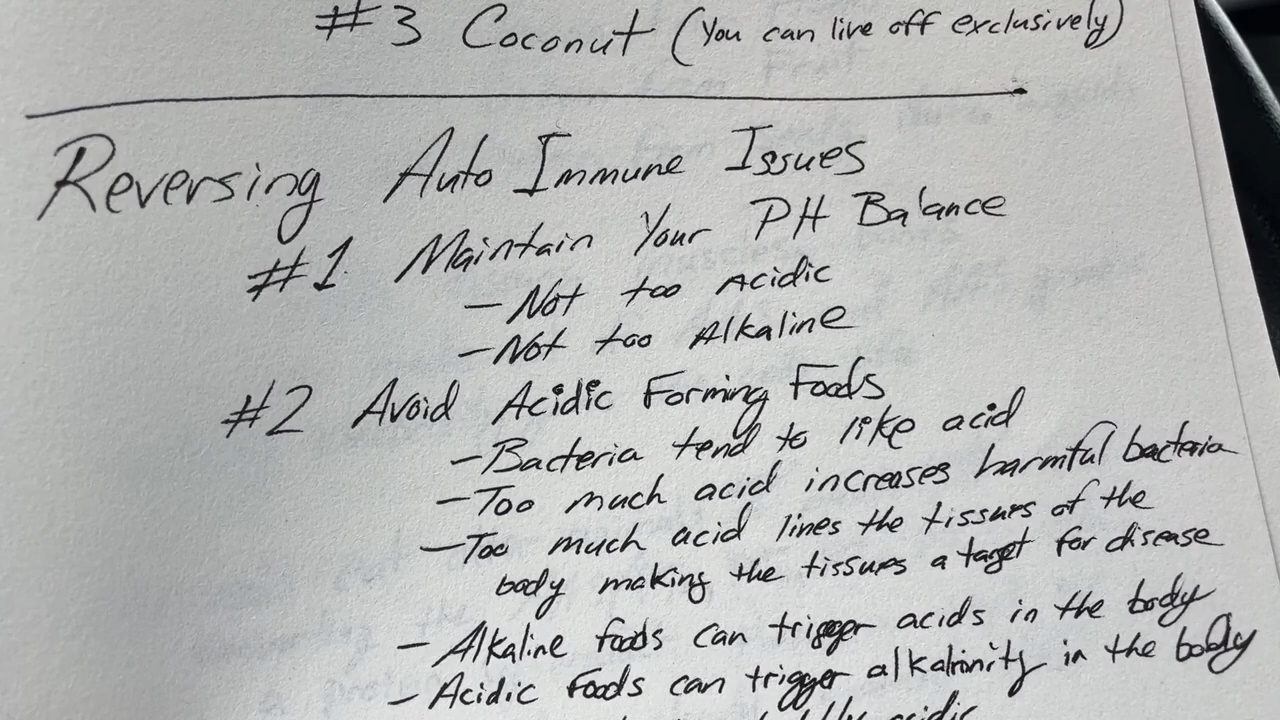 #3 Coconut (You can live off exclusively)
Reversing Auto Immune Issues
#1 Maintain Your PH Balance
- Not too Acidic
- Not too Alkaline
#2 Avoid Acidic Forming Foods
- Bacteria tend to like acid
- Too much acid increases harmful bacteria
- Too much acid lines the tissues of the
body making the tissues a target for disease
- Alkaline foods can trigger acids in the body
- Acidic Foods can trigger alkalinity in the body
acidic